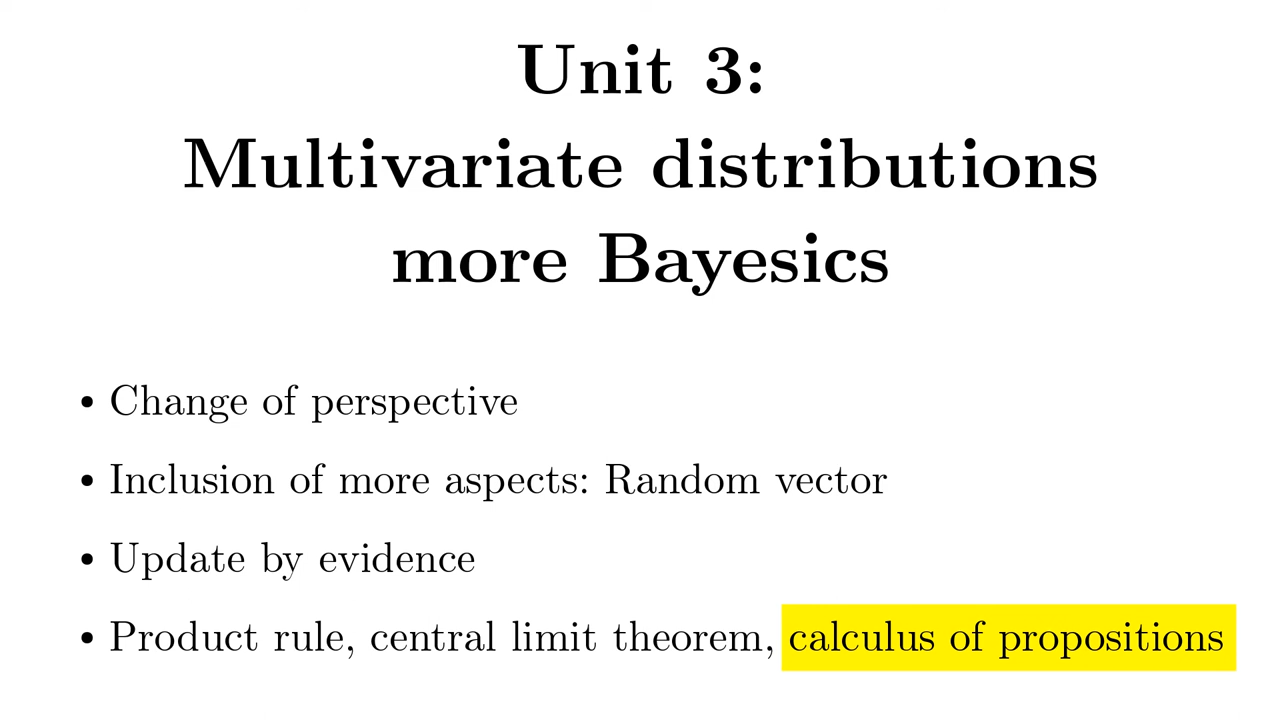 Unit 3:
Multivariate distributions
more Bayesics
• Change of perspective
• Inclusion of more aspects: Random vector
• Update by evidence
• Product rule, central limit theorem, calculus of propositions